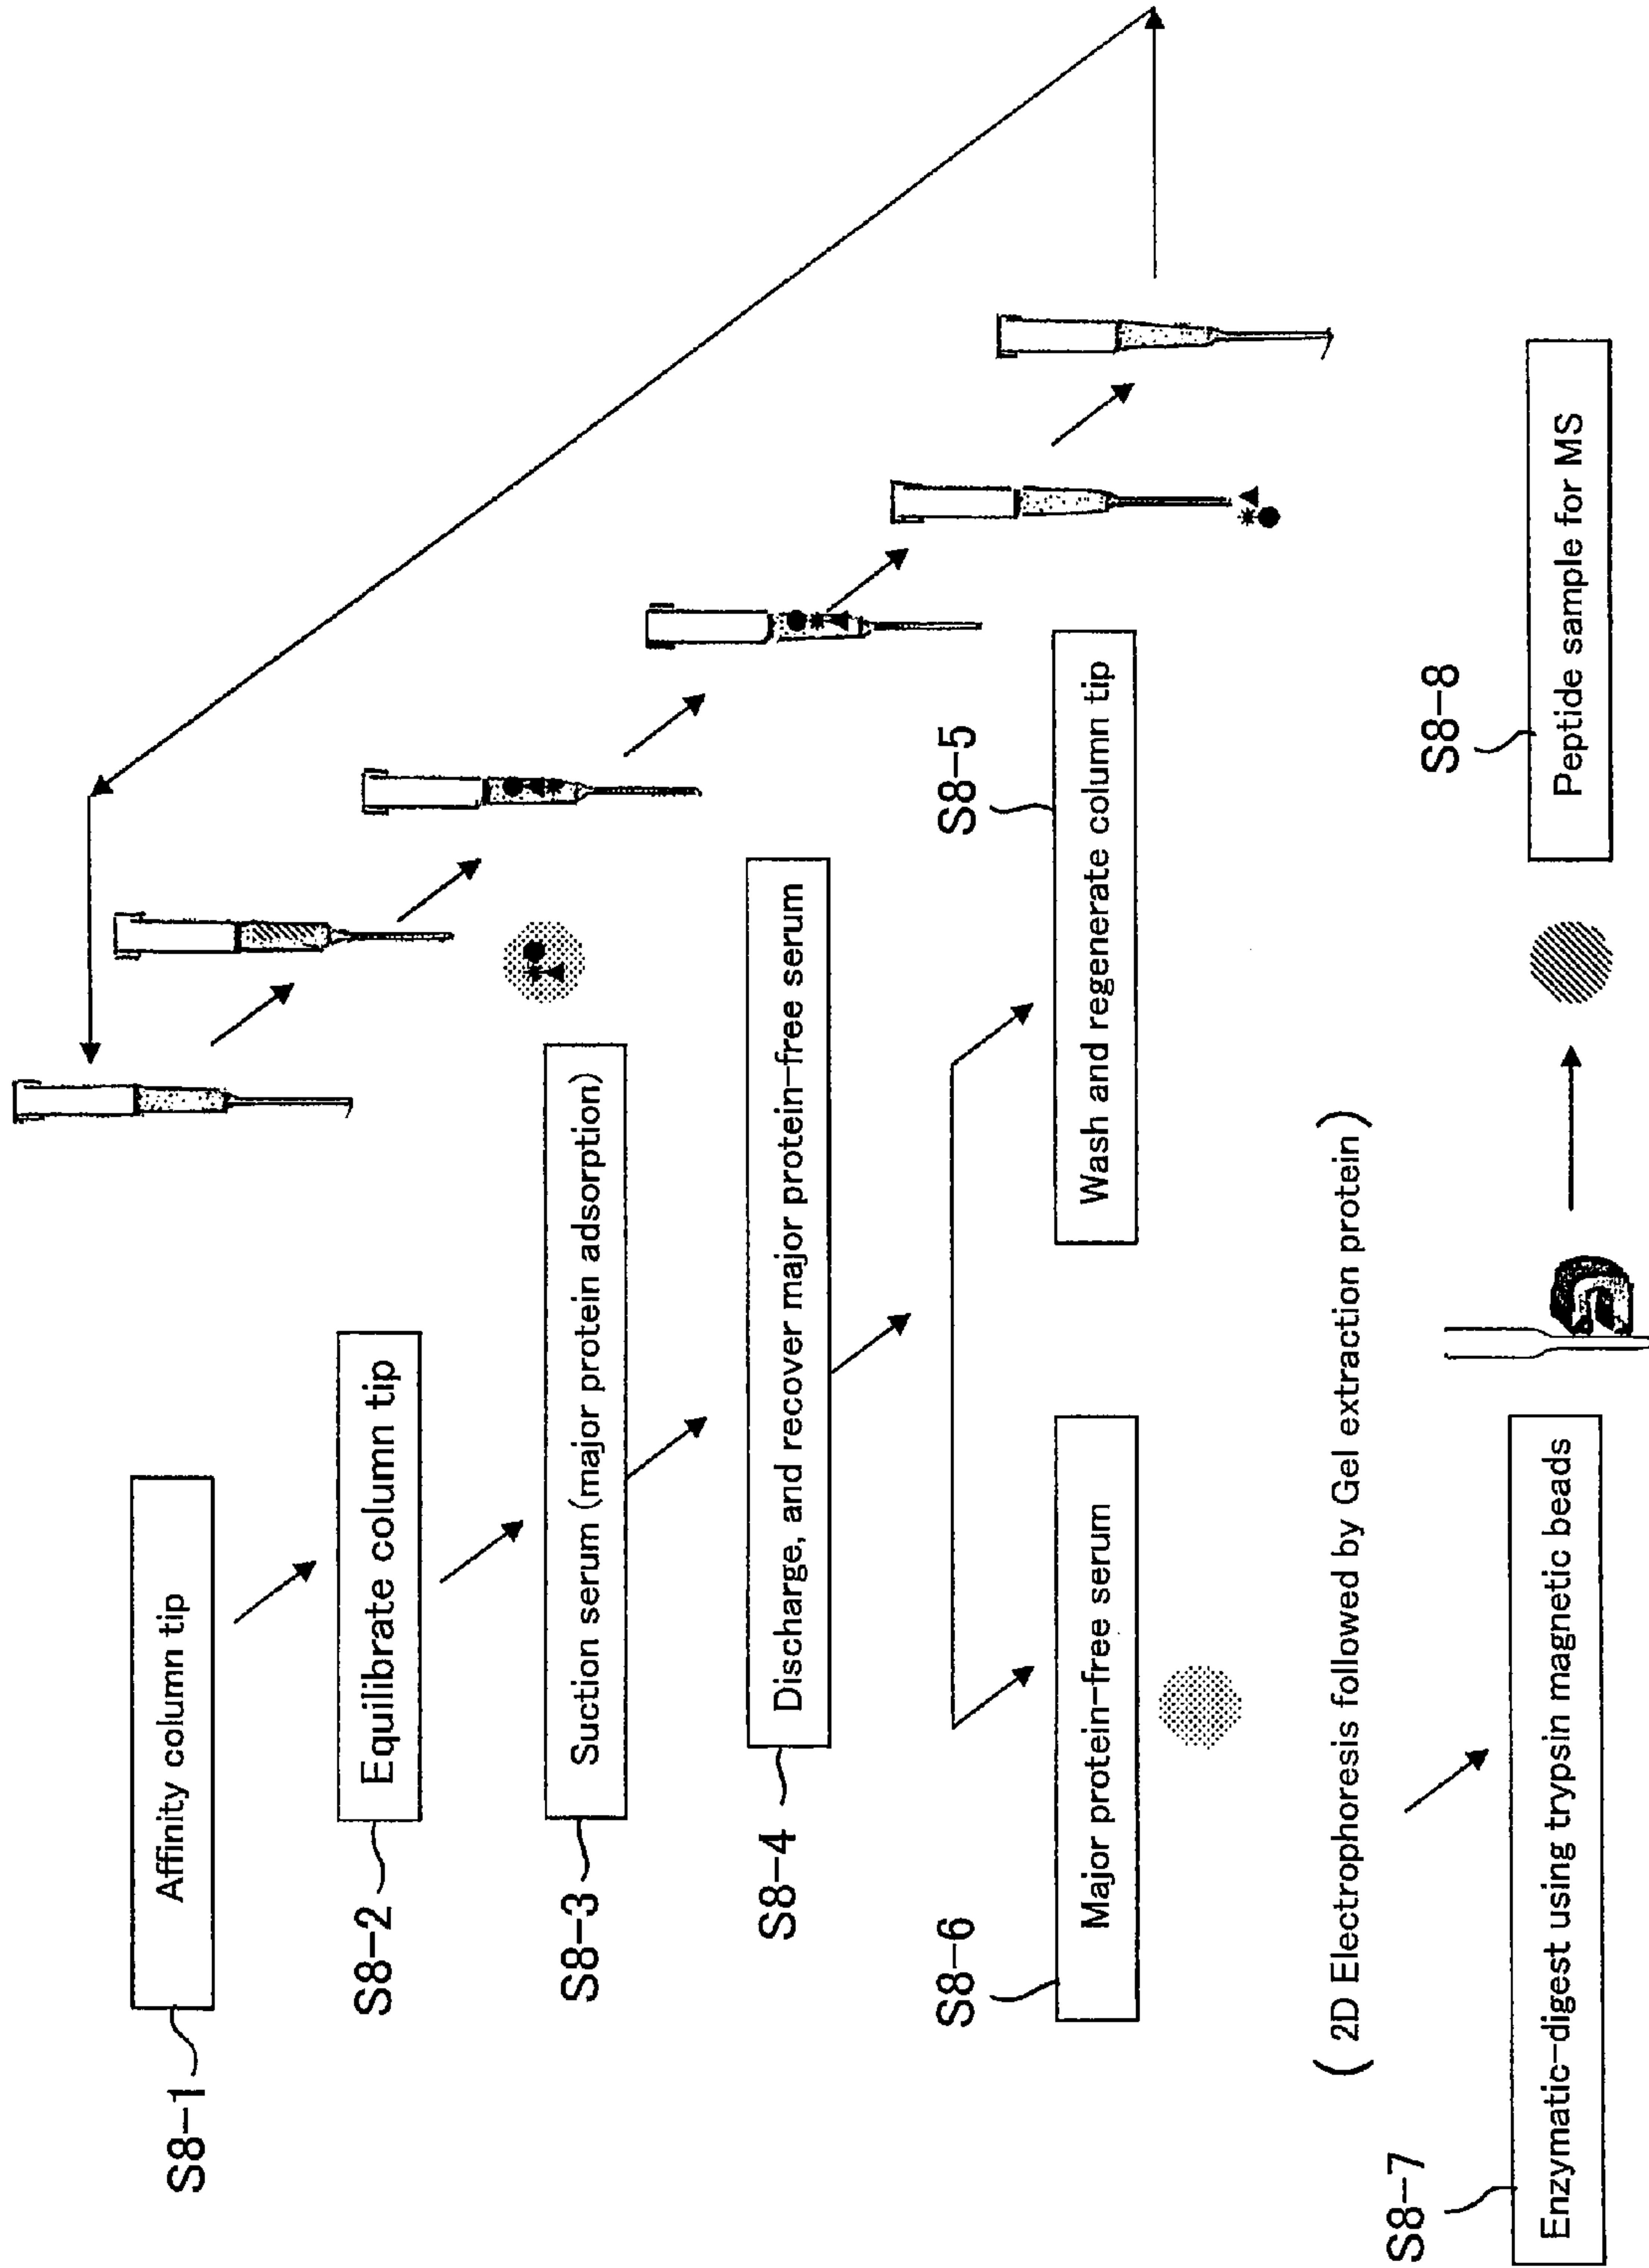 S8-1
Affinity column tip
S8-2
Equilibrate column tip
S8-3
Suction serum (major protein adsorption)
S8-4
Discharge, and recover major protein-free serum
S8-6
Major protein-free serum
S8-5
Wash and regenerate column tip
( 2D Electrophoresis followed by Gel extraction protein )
S8-7
Enzymatic-digest using trypsin magnetic beads
S8-8
Peptide sample for MS